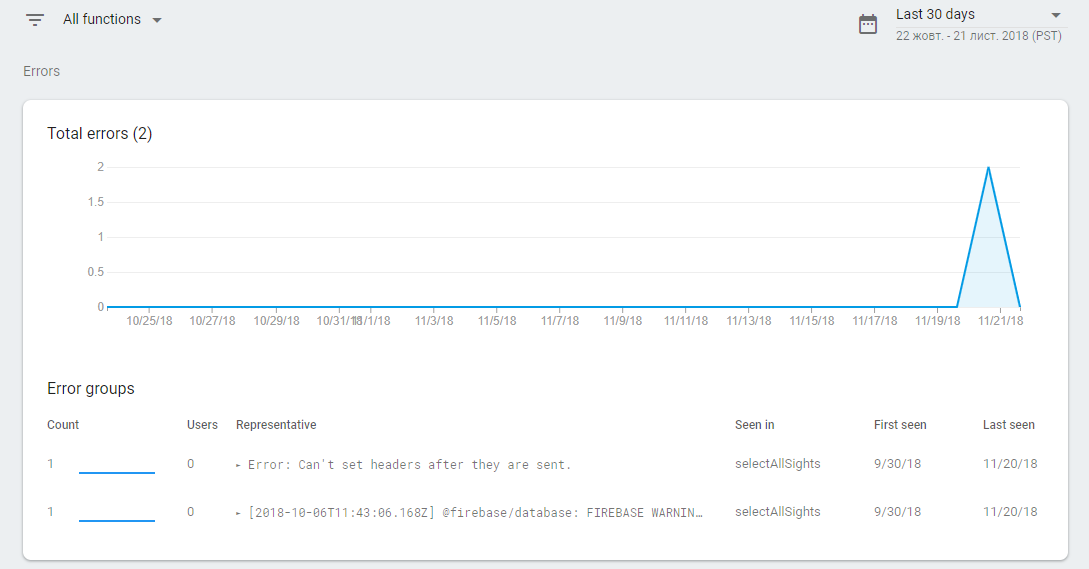 All functions
Last 30 days
22 жовт. - 21 лист. 2018 (PST)
Errors
Total errors (2)
2
1.5
1
0.5
0
10/25/18 10/27/18 10/29/18 10/31/18 11/1/18 11/3/18 11/5/18 11/7/18 11/9/18 11/11/18 11/13/18 11/15/18 11/17/18 11/19/18 11/21/18
Error groups
Count Users Representative Seen in First seen Last seen
1 0 ► Error: Can't set headers after they are sent. selectAllSights 9/30/18 11/20/18
1 0 ► [2018-10-06T11:43:06.168Z] @firebase/database: FIREBASE WARNIN… selectAllSights 9/30/18 11/20/18